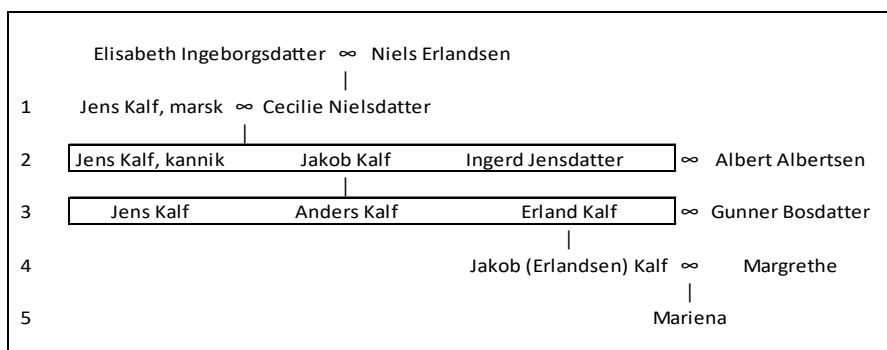 Elisabeth Ingeborgsdatter ∞ Niels Erlandsen
|
1 Jens Kalf, marsk ∞ Cecilie Nielsdatter
|
2 Jens Kalf, kannik Jakob Kalf Ingerd Jensdatter ∞ Albert Albertsen
|
3 Jens Kalf Anders Kalf Erland Kalf ∞ Gunner Bosdatter
|
4 Jakob (Erlandsen) Kalf ∞ Margrethe
|
5 Mariena